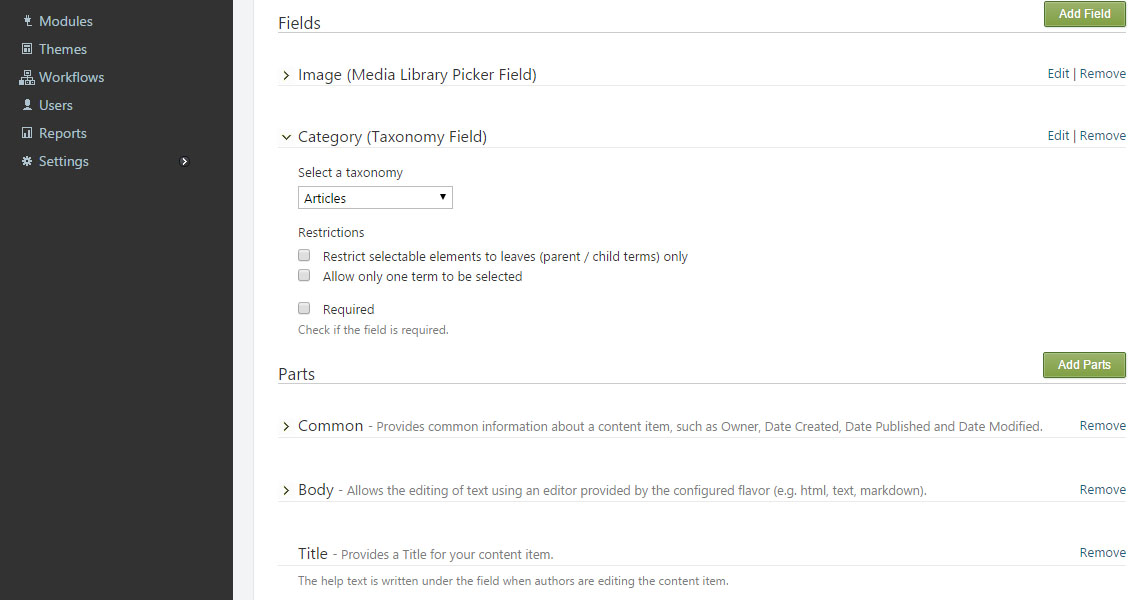 Modules
Themes
Workflows
Users
Reports
Settings
Fields
Add Field
Image (Media Library Picker Field)
Edit | Remove
Category (Taxonomy Field)
Edit | Remove
Select a taxonomy
Articles
Restrictions
Restrict selectable elements to leaves (parent / child terms) only
Allow only one term to be selected
Required
Check if the field is required.
Parts
Add Parts
Common - Provides common information about a content item, such as Owner, Date Created, Date Published and Date Modified.
Remove
Body - Allows the editing of text using an editor provided by the configured flavor (e.g. html, text, markdown).
Remove
Title - Provides a Title for your content item.
Remove
The help text is written under the field when authors are editing the content item.